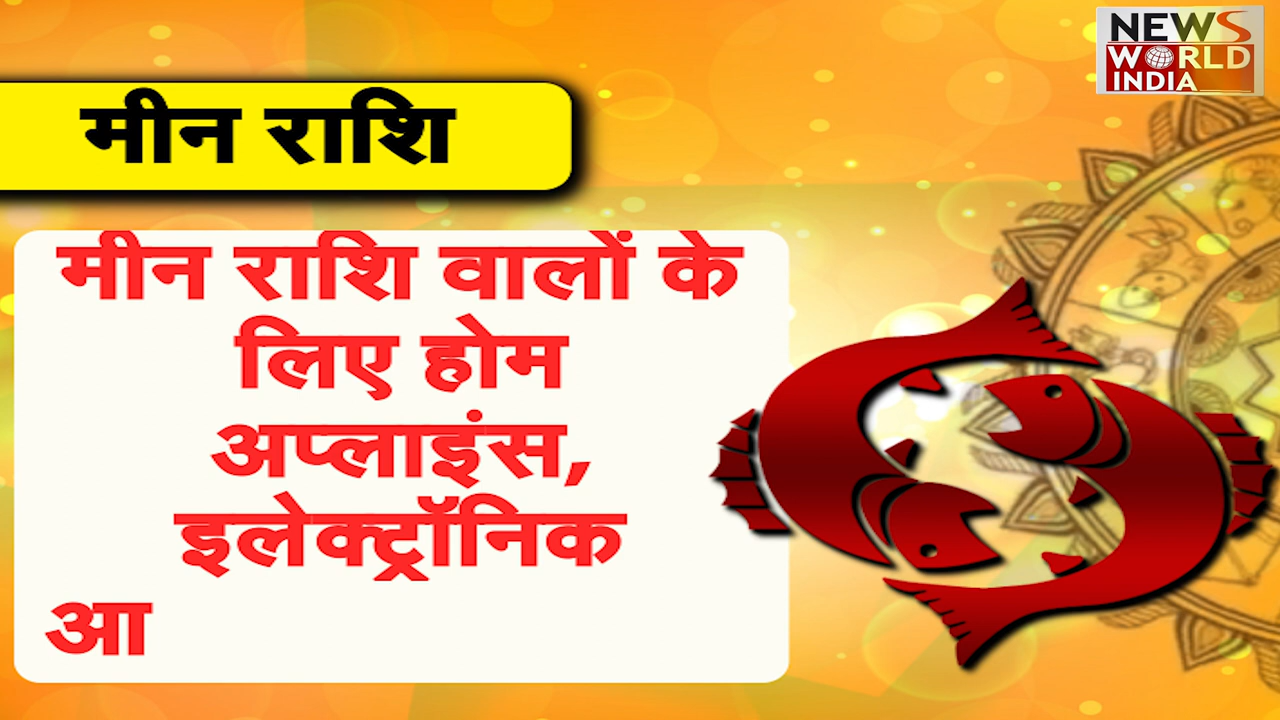 NEWS
WORLD
INDIA
मीन राशि
मीन राशि वालों के
लिए होम
अप्लाइंस,
इलेक्ट्रॉनिक
आ